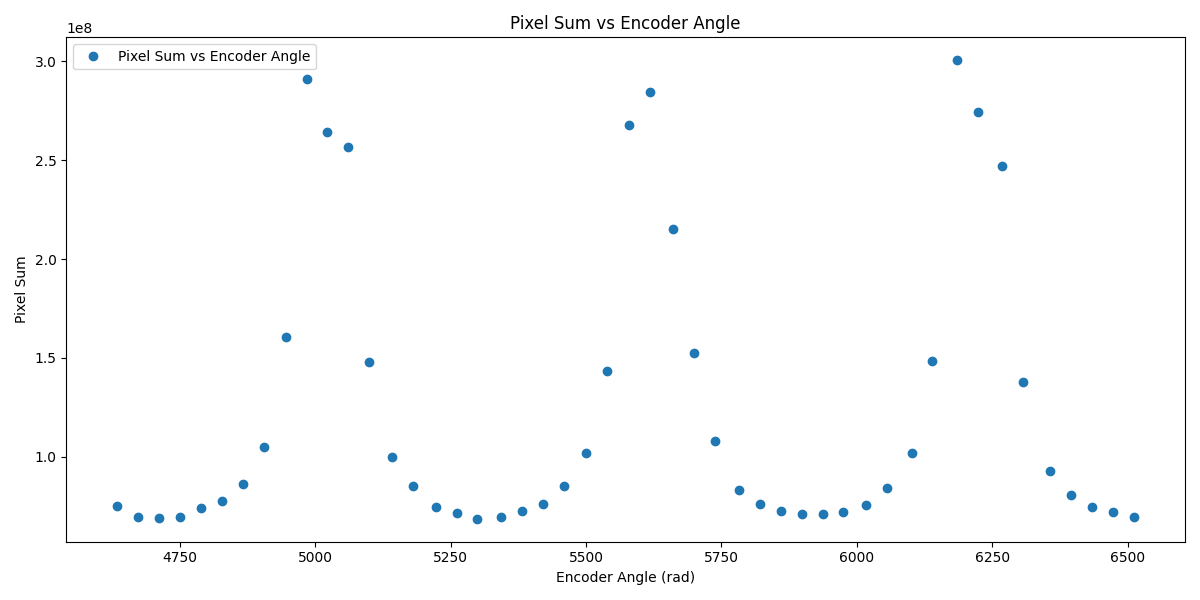 Pixel Sum vs Encoder Angle
1e8
Pixel Sum vs Encoder Angle
3.0
2.5
2.0
1.5
1.0
Pixel Sum
4750 5000 5250 5500 5750 6000 6250 6500
Encoder Angle (rad)